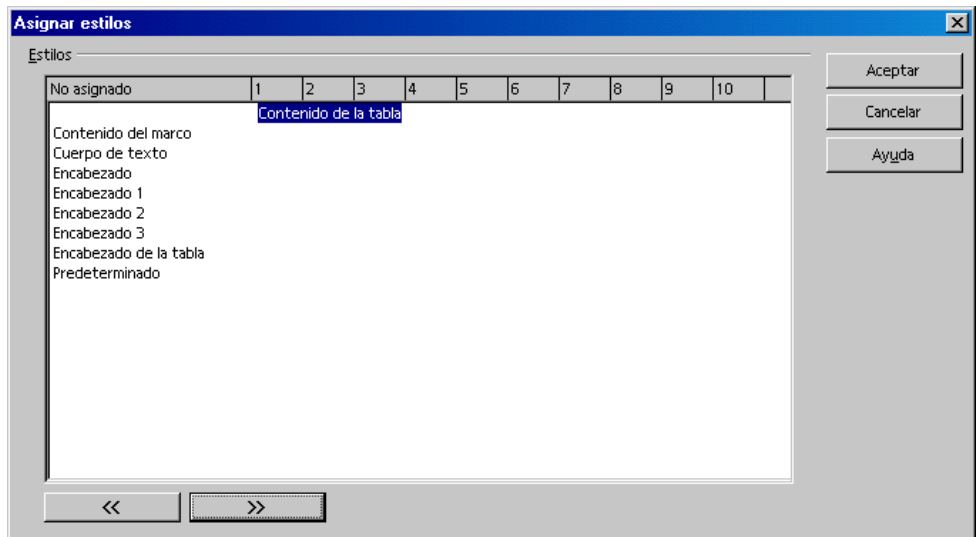 Asignar estilos
Estilos
No asignado 1 2 3 4 5 6 7 8 9 10
Contenido de la tabla
Contenido del marco
Cuerpo de texto
Encabezado
Encabezado 1
Encabezado 2
Encabezado 3
Encabezado de la tabla
Predeterminado
<< >>
Aceptar
Cancelar
Ayuda